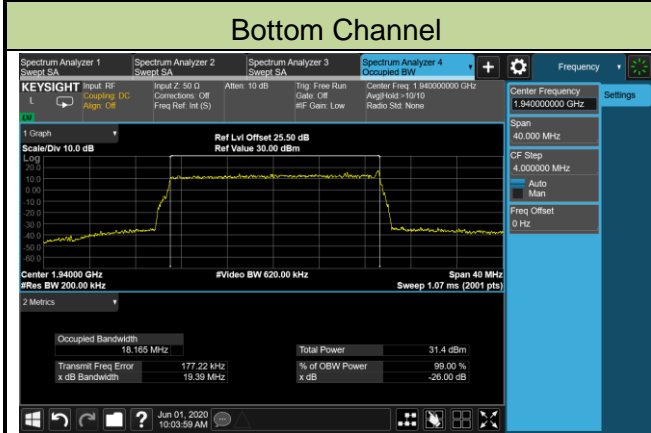 Bottom Channel
Spectrum Analyzer 1
Swept SA
Spectrum Analyzer 2
Swept SA
Spectrum Analyzer 3
Swept SA
Spectrum Analyzer 4
Occupied BW
Frequency
KEYSIGHT
L
Input: RF
Coupling: DC
Align: Off
Input Z: 50 Ω
Corrections: Off
Freq Ref: Int (S)
Atten: 10 dB
Trig: Free Run
Gate: Off
#IF Gain: Low
Center Freq: 1.940000000 GHz
Avg|Hold:>10/10
Radio Std: None
Center Frequency
1.940000000 GHz
Settings
Span
40.000 MHz
CF Step
4.000000 MHz
Auto
Man
Freq Offset
0 Hz
1 Graph
Scale/Div 10.0 dB
Ref Lvl Offset 25.50 dB
Ref Value 30.00 dBm
Log
20.0
10.0
0.00
-10.0
-20.0
-30.0
-40.0
-50.0
-60.0
Center 1.94000 GHz
#Video BW 620.00 kHz
Span 40 MHz
#Res BW 200.00 kHz
Sweep 1.07 ms (2001 pts)
2 Metrics
Occupied Bandwidth
18.165 MHz
Total Power
31.4 dBm
Transmit Freq Error
177.22 kHz
% of OBW Power
99.00 %
x dB Bandwidth
19.39 MHz
x dB
-26.00 dB
Jun 01, 2020
10:03:59 AM